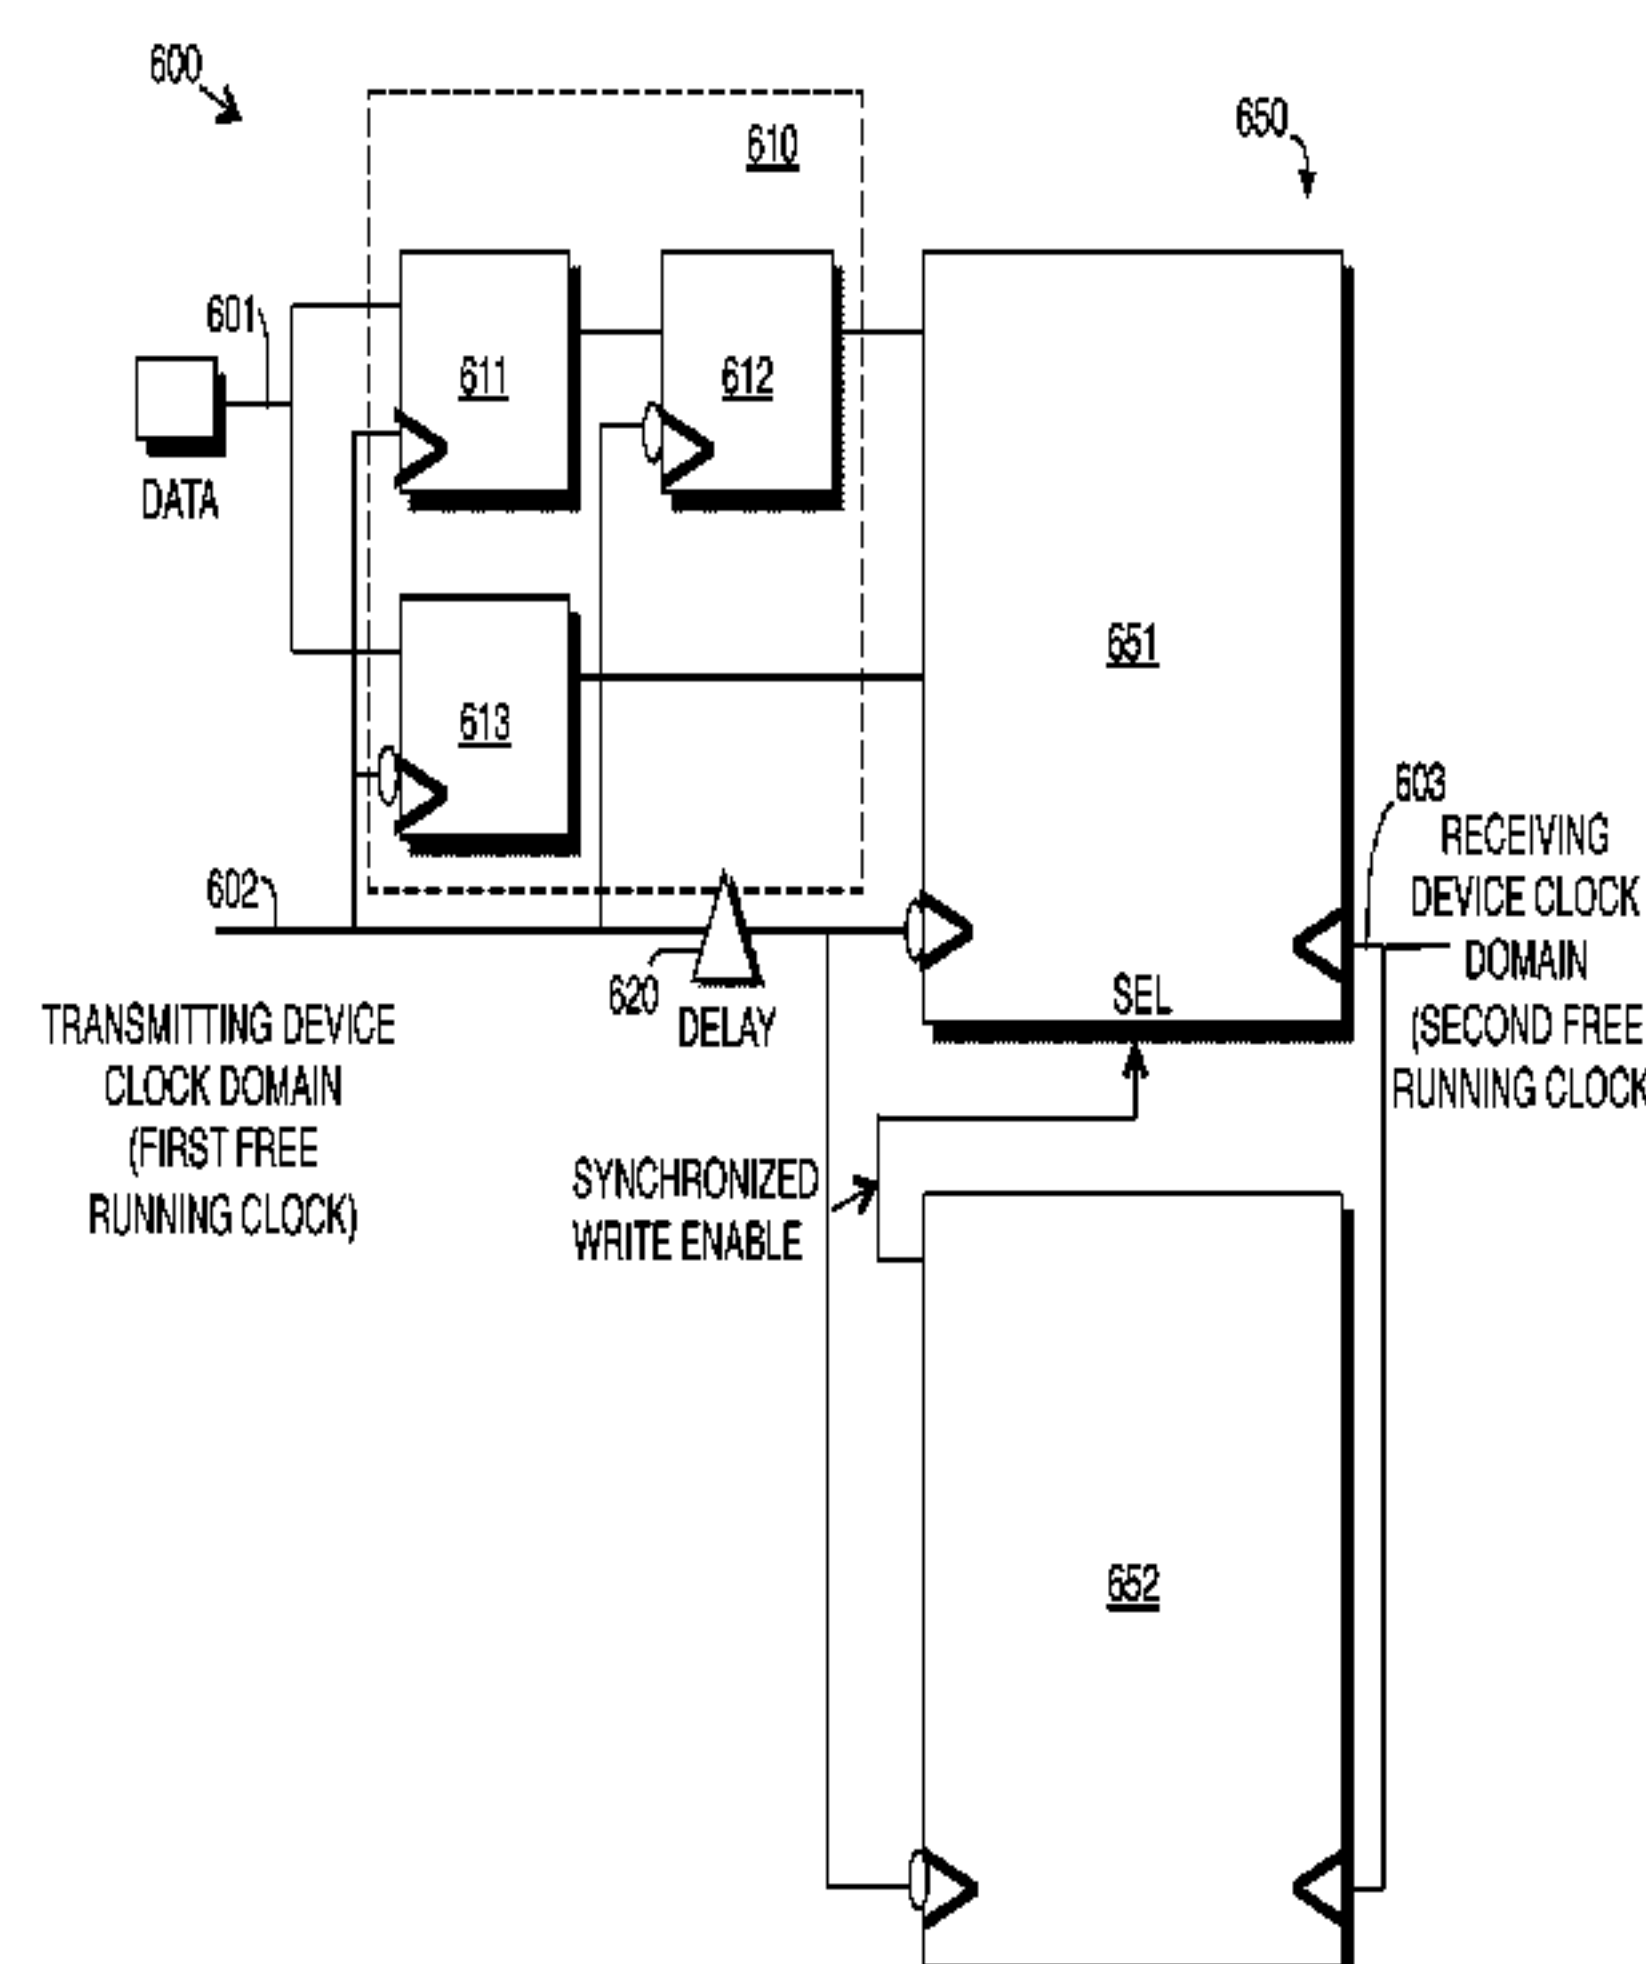 600
610
650
601
611
612
DATA
651
613
603
RECEIVING
DEVICE CLOCK
DOMAIN
(SECOND FREE
RUNNING CLOCK
602
620
DELAY
SEL
TRANSMITTING DEVICE
CLOCK DOMAIN
(FIRST FREE
RUNNING CLOCK)
SYNCHRONIZED
WRITE ENABLE
652